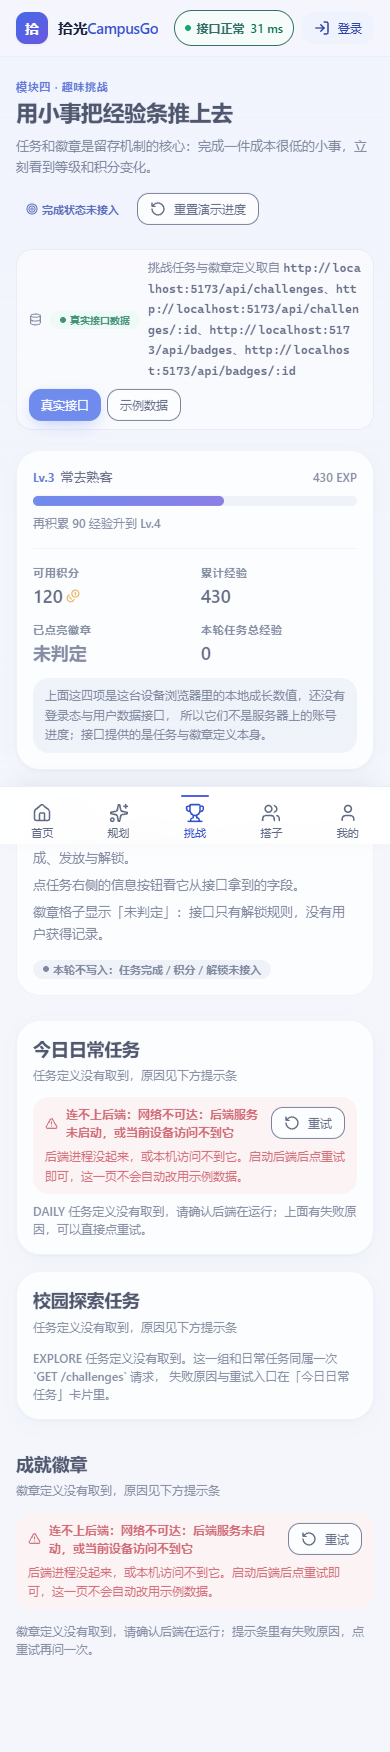 拾
拾光CampusGo
接口正常 31 ms
登录
模块四 · 趣味挑战
用小事把经验条推上去
任务和徽章是留存机制的核心：完成一件成本很低的小事，立
刻看到等级和积分变化。
完成状态未接入
重置演示进度
真实接口数据
挑战任务与徽章定义取自 http://loca
lhost:5173/api/challenges、htt
p://localhost:5173/api/challen
ges/:id、http://localhost:517
3/api/badges、http://localhos
t:5173/api/badges/:id
真实接口
示例数据
Lv.3 常去熟客
430 EXP
再积累 90 经验升到 Lv.4
可用积分
累计经验
120
430
已点亮徽章
本轮任务总经验
未判定
0
上面这四项是这台设备浏览器里的本地成长数值，还没有
登录态与用户数据接口， 所以它们不是服务器上的账号
进度；接口提供的是任务与徽章定义本身。
首页
规划
挑战
搭子
我的
成、发放与解锁。
点任务右侧的信息按钮看它从接口拿到的字段。
徽章格子显示「未判定」：接口只有解锁规则，没有用
户获得记录。
本轮不写入：任务完成 / 积分 / 解锁未接入
今日日常任务
任务定义没有取到，原因见下方提示条
连不上后端：网络不可达：后端服务
未启动，或当前设备访问不到它
重试
后端进程没起来，或本机访问不到它。启动后端后点重试
即可，这一页不会自动改用示例数据。
DAILY 任务定义没有取到，请确认后端在运行；上面有失败原
因，可以直接点重试。
校园探索任务
任务定义没有取到，原因见下方提示条
EXPLORE 任务定义没有取到。这一组和日常任务同属一次
`GET /challenges` 请求， 失败原因与重试入口在「今日日常
任务」卡片里。
成就徽章
徽章定义没有取到，原因见下方提示条
连不上后端：网络不可达：后端服务未启
动，或当前设备访问不到它
重试
后端进程没起来，或本机访问不到它。启动后端后点重试即
可，这一页不会自动改用示例数据。
徽章定义没有取到，请确认后端在运行；提示条里有失败原因，点
重试再问一次。